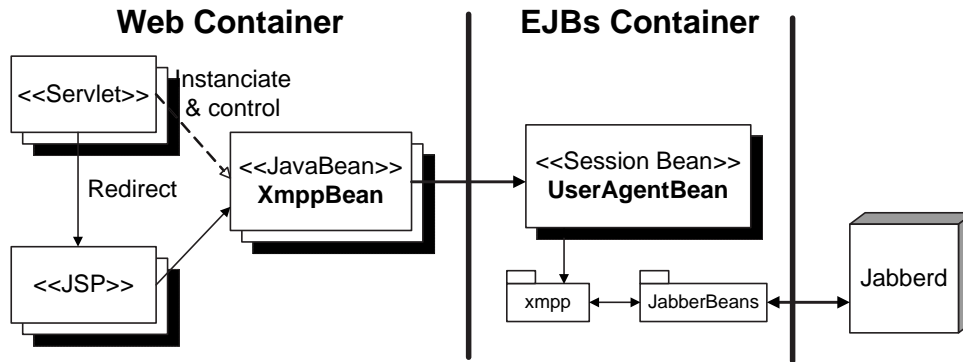 Web Container
EJBs Container
<<Servlet>>
Instanciate
& control
<<JavaBean>>
XmppBean
<<Session Bean>>
UserAgentBean
Redirect
<<JSP>>
xmpp
JabberBeans
Jabberd